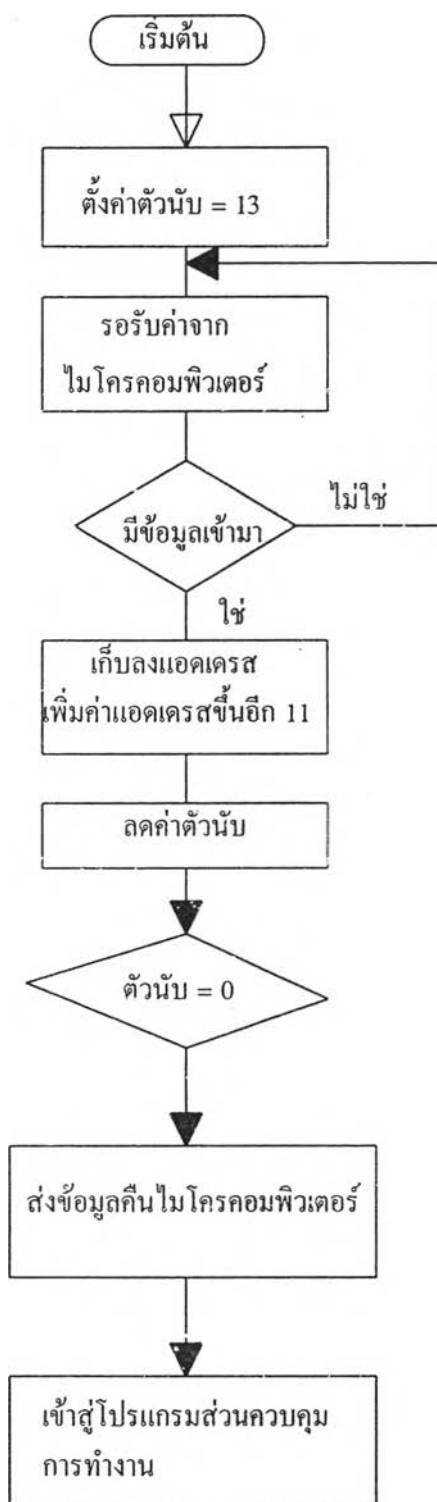 เริ่มต้น
ตั้งค่าตัวนับ = 13
รอรับค่าจาก
ไมโครคอมพิวเตอร์
มีข้อมูลเข้ามา
ไม่ใช่
ใช่
เก็บลงแอดเดรส
เพิ่มค่าแอดเดรสขึ้นอีก 11
ลดค่าตัวนับ
ตัวนับ = 0
ส่งข้อมูลคืนไมโครคอมพิวเตอร์
เข้าสู่โปรแกรมส่วนควบคุม
การทำงาน